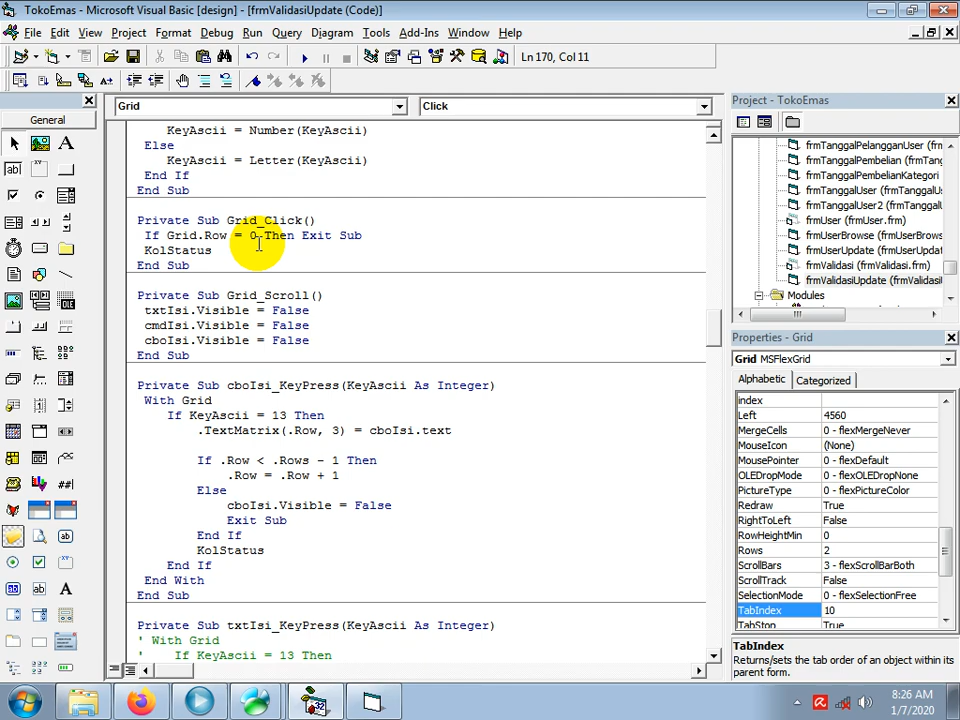 TokoEmas - Microsoft Visual Basic [design] - [frmValidasiUpdate (Code)]
File Edit View Project Format Debug Run Query Diagram Tools Add-Ins Window Help
Ln 170, Col 11
General
Grid
Click
KeyAscii = Number(KeyAscii)
Else
KeyAscii = Letter(KeyAscii)
End If
End Sub
Private Sub Grid_Click()
If Grid.Row = 0 Then Exit Sub
KolStatus
End Sub
Private Sub Grid_Scroll()
txtIsi.Visible = False
cmdIsi.Visible = False
cboIsi.Visible = False
End Sub
Private Sub cboIsi_KeyPress(KeyAscii As Integer)
With Grid
If KeyAscii = 13 Then
.TextMatrix(.Row, 3) = cboIsi.text
If .Row < .Rows - 1 Then
.Row = .Row + 1
Else
cboIsi.Visible = False
Exit Sub
End If
KolStatus
End If
End With
End Sub
Private Sub txtIsi_KeyPress(KeyAscii As Integer)
' With Grid
' If KeyAscii = 13 Then
Project - TokoEmas
frmTanggalPelangganUser (frm
frmTanggalPembelian (frmTang
frmTanggalPembelianKategori
frmTanggalUser (frmTanggalUs
frmTanggalUser2 (frmTanggalU
frmUser (frmUser.frm)
frmUserBrowse (frmUserBrows
frmUserUpdate (frmUserUpdat
frmValidasi (frmValidasi.frm)
frmValidasiUpdate (frmValidasi
Modules
Properties - Grid
Grid MSFlexGrid
Alphabetic Categorized
index
Left 4560
MergeCells 0 - flexMergeNever
MouseIcon (None)
MousePointer 0 - flexDefault
OLEDropMode 0 - flexOLEDropNone
PictureType 0 - flexPictureColor
Redraw True
RightToLeft False
RowHeightMin 0
Rows 2
ScrollBars 3 - flexScrollBarBoth
ScrollTrack False
SelectionMode 0 - flexSelectionFree
TabIndex 10
TabStop True
TabIndex
Returns/sets the tab order of an object within its
parent form.
8:26 AM
1/7/2020